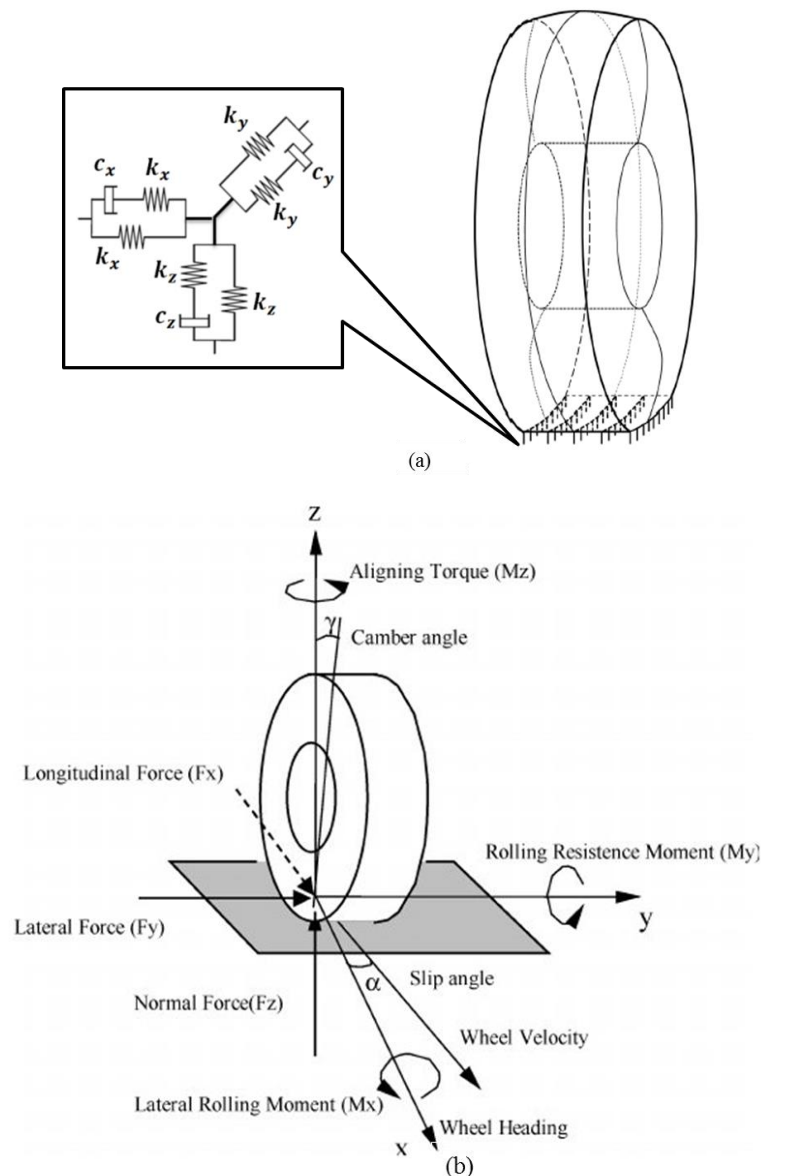 k_y
c_x k_x
c_y
k_y
k_x
k_z
k_z
c_z
(a)
z
Aligning Torque (Mz)
γ
Camber angle
Longitudinal Force (Fx)
Rolling Resistence Moment (My)
y
Lateral Force (Fy)
α
Slip angle
Normal Force(Fz)
Wheel Velocity
Lateral Rolling Moment (Mx)
Wheel Heading
x
(b)